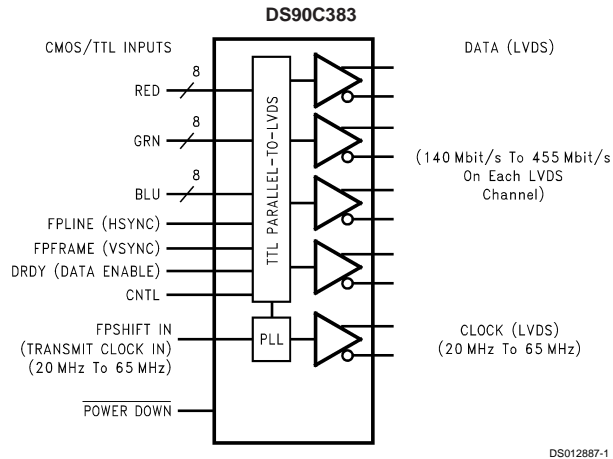 DS90C383
CMOS/TTL INPUTS
DATA (LVDS)
8
RED
8
GRN
(140 Mbit/s To 455 Mbit/s
On Each LVDS
Channel)
8
BLU
TTL PARALLEL-TO-LVDS
FPLINE (HSYNC)
FPFRAME (VSYNC)
DRDY (DATA ENABLE)
CNTL
FPSHIFT IN
(TRANSMIT CLOCK IN)
(20 MHz To 65 MHz)
PLL
CLOCK (LVDS)
(20 MHz To 65 MHz)
POWER DOWN
DS012887-1